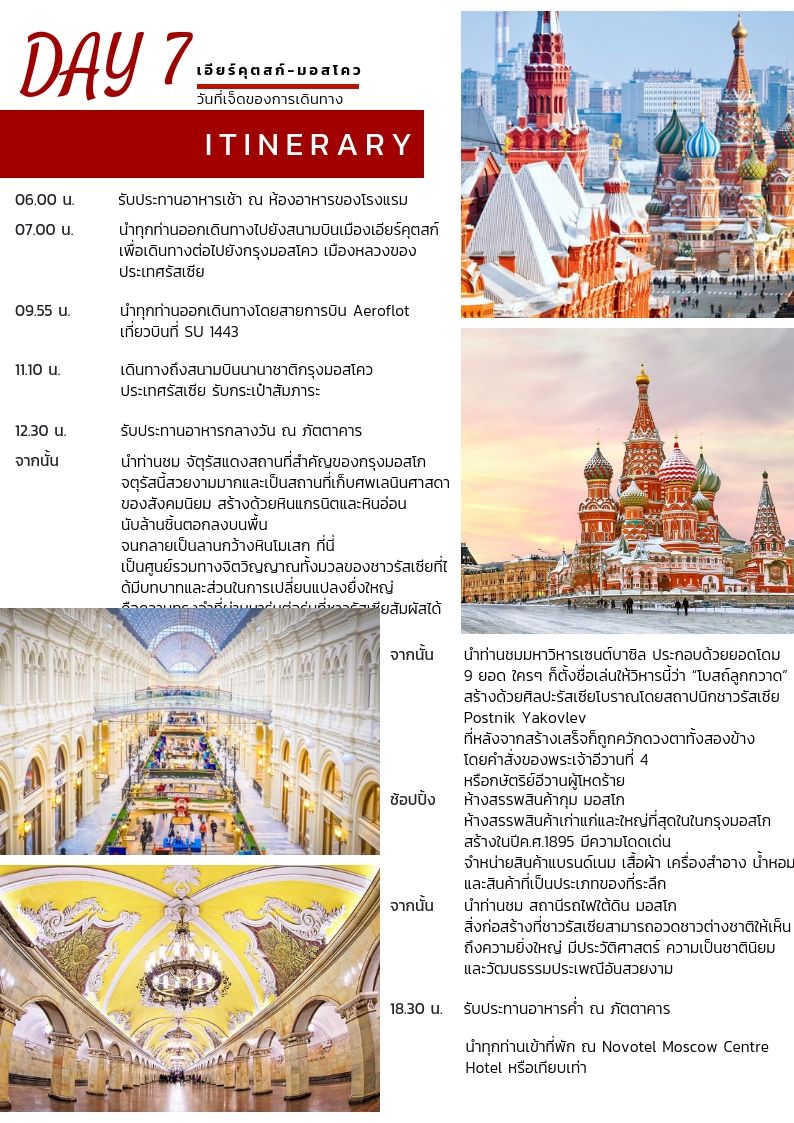 DAY 7
เอียร์คุตสก์-มอสโคว
วันที่เจ็ดของการเดินทาง
ITINERARY
06.00 น. รับประทานอาหารเช้า ณ ห้องอาหารของโรงแรม
07.00 น. นำทุกท่านออกเดินทางไปยังสนามบินเมืองเอียร์คุตสก์
เพื่อเดินทางต่อไปยังกรุงมอสโคว เมืองหลวงของ
ประเทศรัสเซีย
09.55 น. นำทุกท่านออกเดินทางโดยสายการบิน Aeroflot
เที่ยวบินที่ SU 1443
11.10 น. เดินทางถึงสนามบินนานาชาติกรุงมอสโคว
ประเทศรัสเซีย รับกระเป๋าสัมภาระ
12.30 น. รับประทานอาหารกลางวัน ณ ภัตตาคาร
จากนั้น นำท่านชม จัตุรัสแดงสถานที่สำคัญของกรุงมอสโก
จตุรัสนี้สวยงามมากและเป็นสถานที่เก็บศพเลนินศาสดา
ของสังคมนิยม สร้างด้วยหินแกรนิตและหินอ่อน
นับล้านชิ้นตอกลงบนพื้น
จนกลายเป็นลานกว้างหินโมเสก ที่นี่
เป็นศูนย์รวมทางจิตวิญญาณทั้งมวลของชาวรัสเซียที่ไ
ด้มีบทบาทและส่วนในการเปลี่ยนแปลงยิ่งใหญ่
สัมผัสได้
จากนั้น นำท่านชมมหาวิหารเซนต์บาซิล ประกอบด้วยยอดโดม
9 ยอด ใครๆ ก็ตั้งชื่อเล่นให้วิหารนี้ว่า “โบสถ์ลูกกวาด”
สร้างด้วยศิลปะรัสเซียโบราณโดยสถาปนิกชาวรัสเซีย
Postnik Yakovlev
ที่หลังจากสร้างเสร็จก็ถูกควักดวงตาทั้งสองข้าง
โดยคำสั่งของพระเจ้าอีวานที่ 4
หรือกษัตริย์อีวานผู้โหดร้าย
ช้อปปิ้ง ห้างสรรพสินค้ากุม มอสโก
ห้างสรรพสินค้าเก่าแก่และใหญ่ที่สุดในในกรุงมอสโก
สร้างในปีค.ศ.1895 มีความโดดเด่น
จำหน่ายสินค้าแบรนด์เนม เสื้อผ้า เครื่องสำอาง น้ำหอม
และสินค้าที่เป็นประเภทของที่ระลึก
จากนั้น นำท่านชม สถานีรถไฟใต้ดิน มอสโก
สิ่งก่อสร้างที่ชาวรัสเซียสามารถอวดชาวต่างชาติให้เห็น
ถึงความยิ่งใหญ่ มีประวัติศาสตร์ ความเป็นชาตินิยม
และวัฒนธรรมประเพณีอันสวยงาม
18.30 น. รับประทานอาหารค่ำ ณ ภัตตาคาร
นำทุกท่านเข้าที่พัก ณ Novotel Moscow Centre
Hotel หรือเทียบเท่า